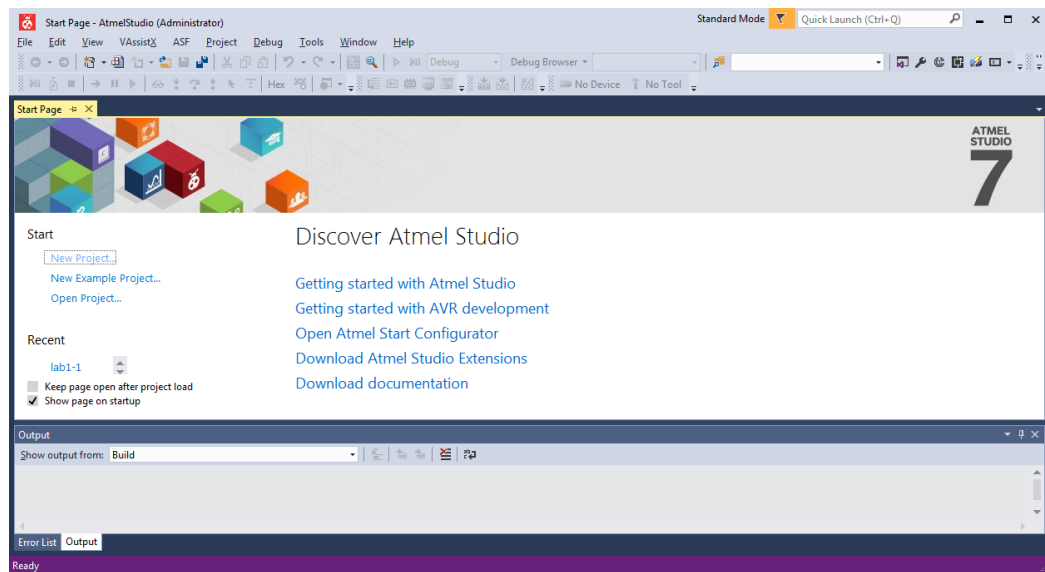 Start Page - AtmelStudio (Administrator)
Standard Mode
Quick Launch (Ctrl+Q)
File Edit View VAssistX ASF Project Debug Tools Window Help
Debug
Debug Browser
Hex
No Device
No Tool
Start Page
ATMEL
STUDIO
7
Start
New Project...
New Example Project...
Open Project...
Recent
lab1-1
Keep page open after project load
Show page on startup
Discover Atmel Studio
Getting started with Atmel Studio
Getting started with AVR development
Open Atmel Start Configurator
Download Atmel Studio Extensions
Download documentation
Output
Show output from: Build
Error List Output
Ready